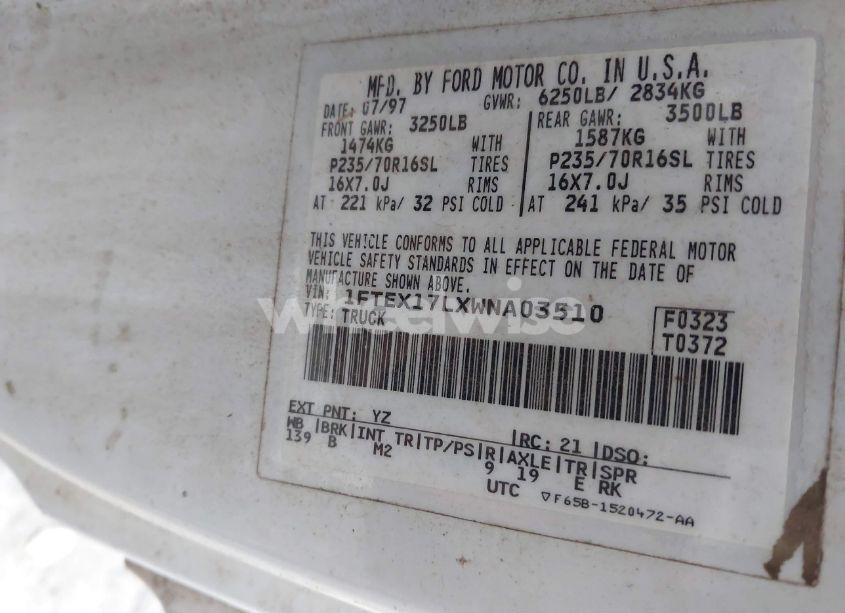 MFD. BY FORD MOTOR CO. IN U.S.A.
DATE: 07/97 GVWR: 6250LB/ 2834KG
FRONT GAWR: 3250LB REAR GAWR: 3500LB
1474KG WITH 1587KG WITH
P235/70R16SL TIRES P235/70R16SL TIRES
16X7.0J RIMS 16X7.0J RIMS
AT 221 kPa/ 32 PSI COLD AT 241 kPa/ 35 PSI COLD
THIS VEHICLE CONFORMS TO ALL APPLICABLE FEDERAL MOTOR
VEHICLE SAFETY STANDARDS IN EFFECT ON THE DATE OF
MANUFACTURE SHOWN ABOVE.
VIN: 1FTEX17LXWNA03510 F0323
TYPE: TRUCK T0372
wheelwise
EXT PNT: YZ RC: 21 DSO:
WB BRK INT TR TP/PS R AXLE TR SPR
139 B M2 9 19 E RK
UTC ▽F65B-1520472-AA